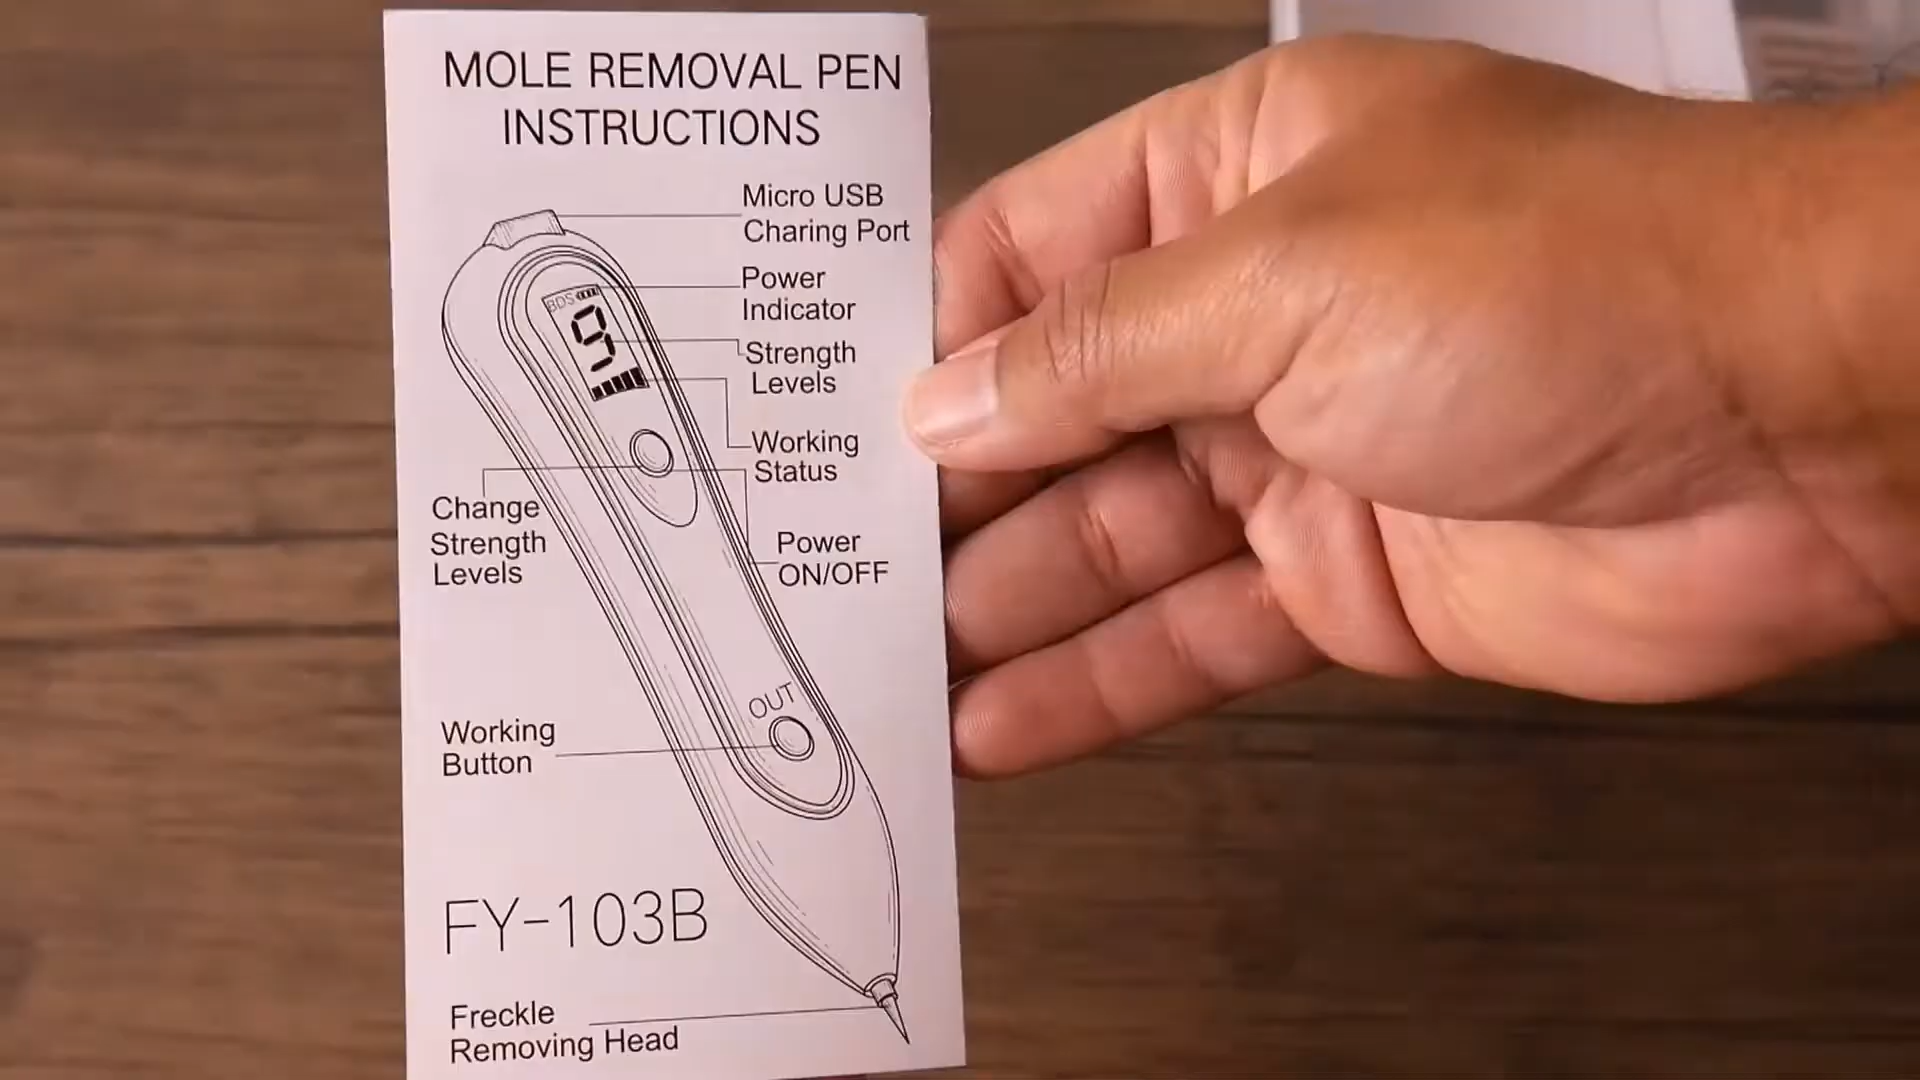 MOLE REMOVAL PEN
INSTRUCTIONS
Micro USB
Charing Port
Power
Indicator
BDS
9
Strength
Levels
Working
Status
Change
Strength
Levels
Power
ON/OFF
OUT
Working
Button
FY-103B
Freckle
Removing Head